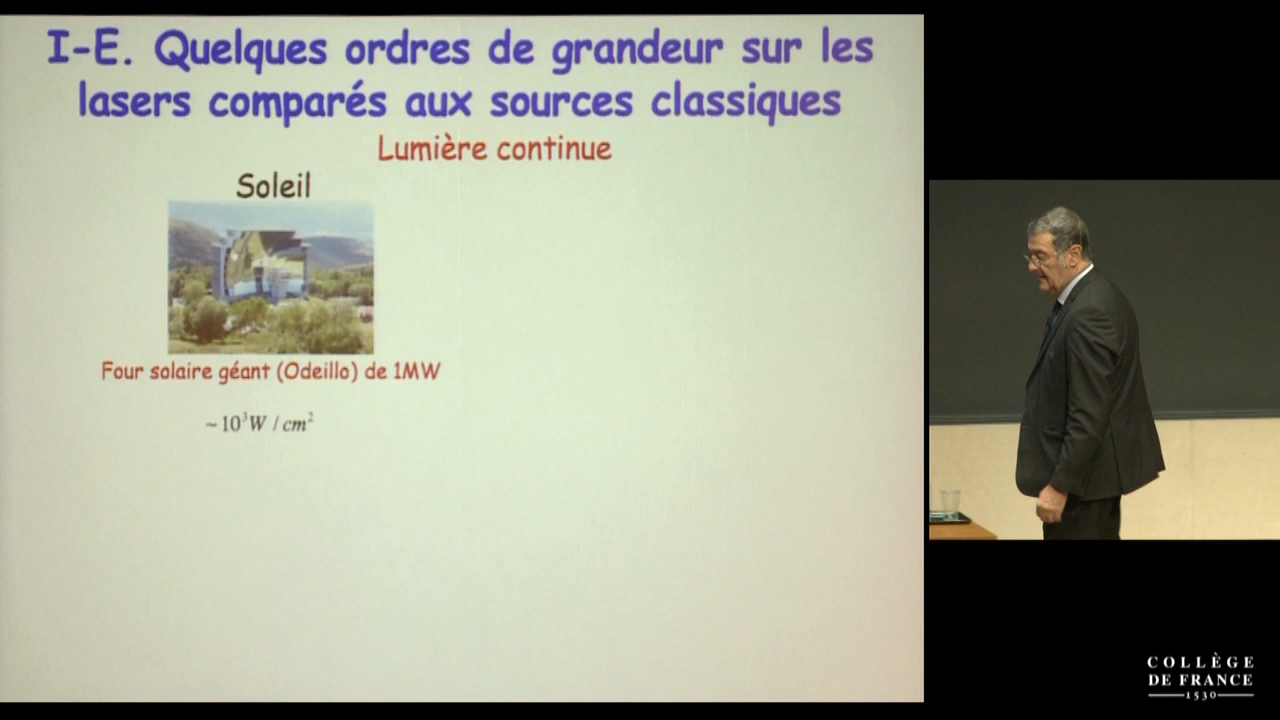 I-E. Quelques ordres de grandeur sur les
lasers comparés aux sources classiques
Lumière continue
Soleil
Four solaire géant (Odeillo) de 1MW
~10³W / cm²
COLLÈGE
DE FRANCE
1530